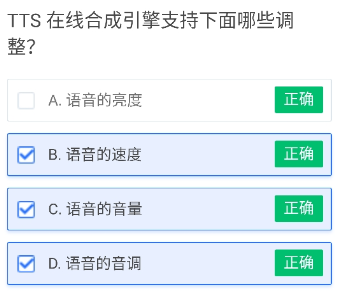 TTS 在线合成引擎支持下面哪些调
整？
A. 语音的亮度 正确
B. 语音的速度 正确
C. 语音的音量 正确
D. 语音的音调 正确